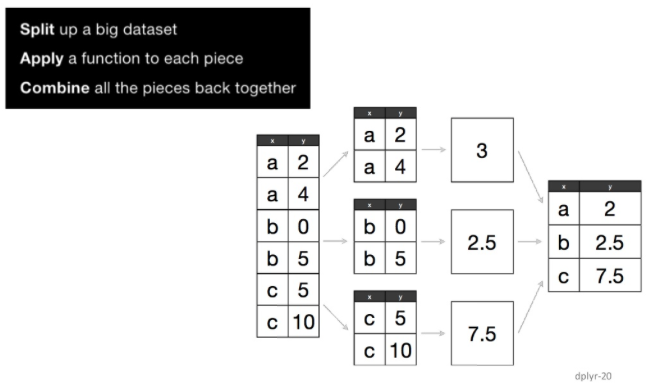 Split up a big dataset
Apply a function to each piece
Combine all the pieces back together
x y
a 2
a 4
b 0
b 5
c 5
c 10
x y
a 2
a 4
3
x y
b 0
b 5
2.5
x y
c 5
c 10
7.5
x y
a 2
b 2.5
c 7.5
dplyr-20